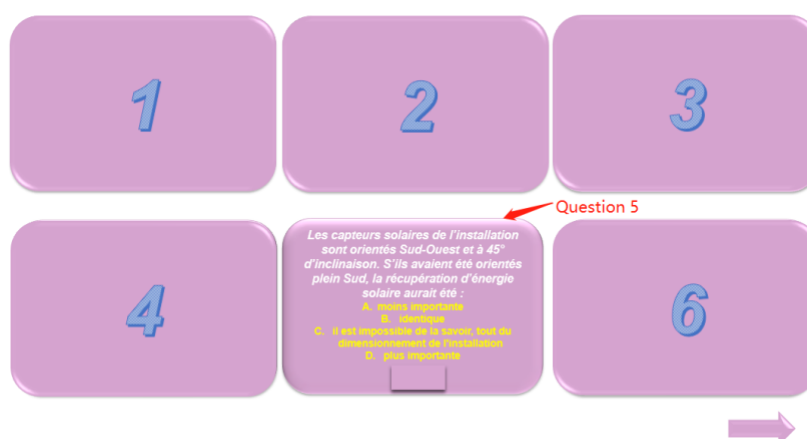 1
2
3
Question 5
4
Les capteurs solaires de l'installation
sont orientés Sud-Ouest et à 45°
d'inclinaison. S'ils avaient été orientés
plein Sud, la récupération d'énergie
solaire aurait été :
A. moins importante
B. identique
C. il est impossible de la savoir, tout du
dimensionnement de l'installation
D. plus importante
6